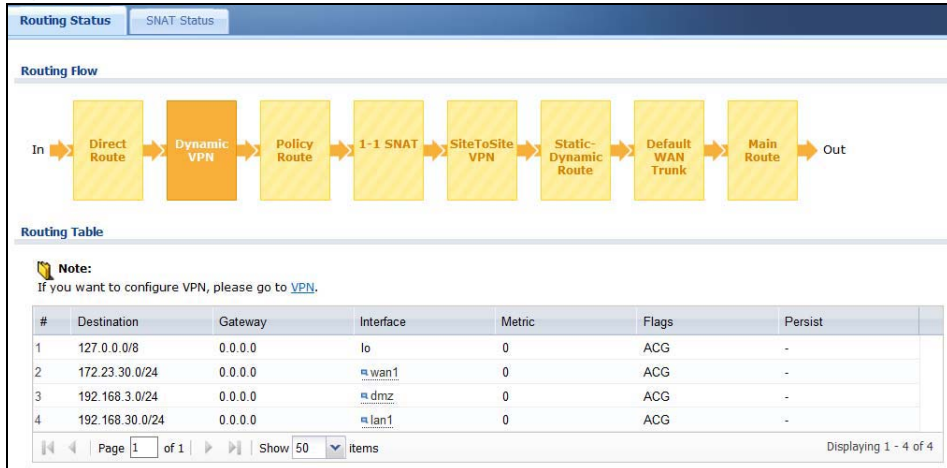 Routing Status
SNAT Status
Routing Flow
In
Direct Route
Dynamic VPN
Policy Route
1-1 SNAT
SiteToSite VPN
Static-Dynamic Route
Default WAN Trunk
Main Route
Out
Routing Table
Note:
If you want to configure VPN, please go to VPN.
# Destination Gateway Interface Metric Flags Persist
1 127.0.0.0/8 0.0.0.0 lo 0 ACG -
2 172.23.30.0/24 0.0.0.0 wan1 0 ACG -
3 192.168.3.0/24 0.0.0.0 dmz 0 ACG -
4 192.168.30.0/24 0.0.0.0 lan1 0 ACG -
Page 1 of 1 Show 50 items Displaying 1 - 4 of 4